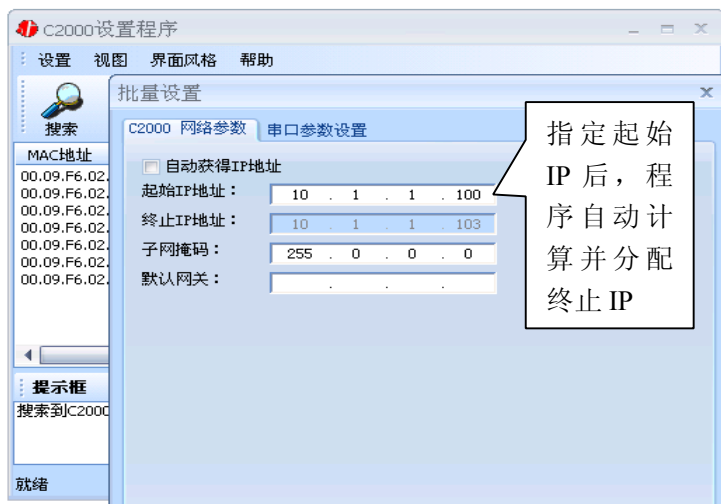 C2000设置程序
设置 视图 界面风格 帮助
搜索
批量设置
C2000 网络参数 串口参数设置
MAC地址
00.09.F6.02.
00.09.F6.02.
00.09.F6.02.
00.09.F6.02.
00.09.F6.02.
00.09.F6.02.
00.09.F6.02.
自动获得IP地址
起始IP地址： 10 . 1 . 1 . 100
终止IP地址： 10 . 1 . 1 . 103
子网掩码： 255 . 0 . 0 . 0
默认网关： . . .
指定起始
IP 后，程
序自动计
算并分配
终止 IP
提示框
搜索到C2000
就绪